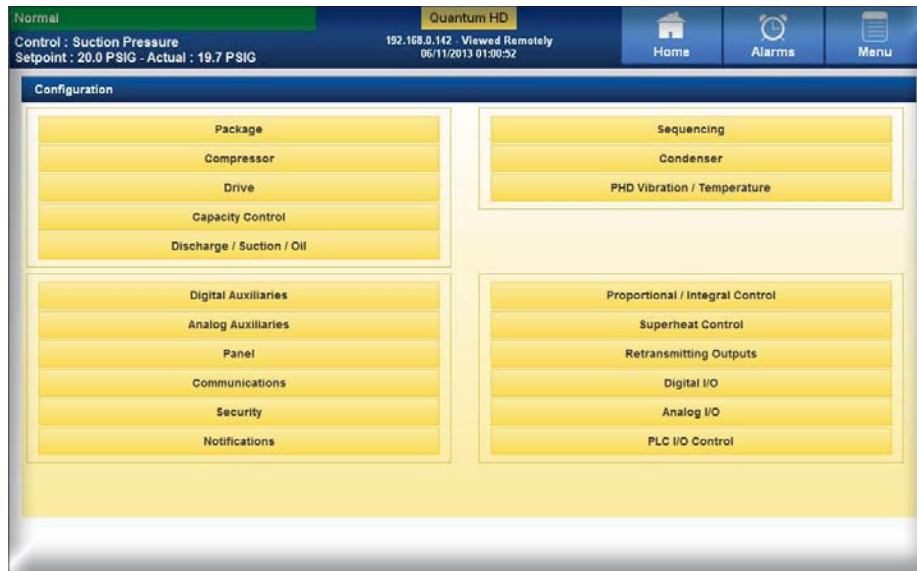 Normal
Control : Suction Pressure
Setpoint : 20.0 PSIG - Actual : 19.7 PSIG
Quantum HD
192.168.0.142 - Viewed Remotely
06/11/2013 01:00:52
Home
Alarms
Menu
Configuration
Package
Compressor
Drive
Capacity Control
Discharge / Suction / Oil
Sequencing
Condenser
PHD Vibration / Temperature
Digital Auxiliaries
Analog Auxiliaries
Panel
Communications
Security
Notifications
Proportional / Integral Control
Superheat Control
Retransmitting Outputs
Digital I/O
Analog I/O
PLC I/O Control